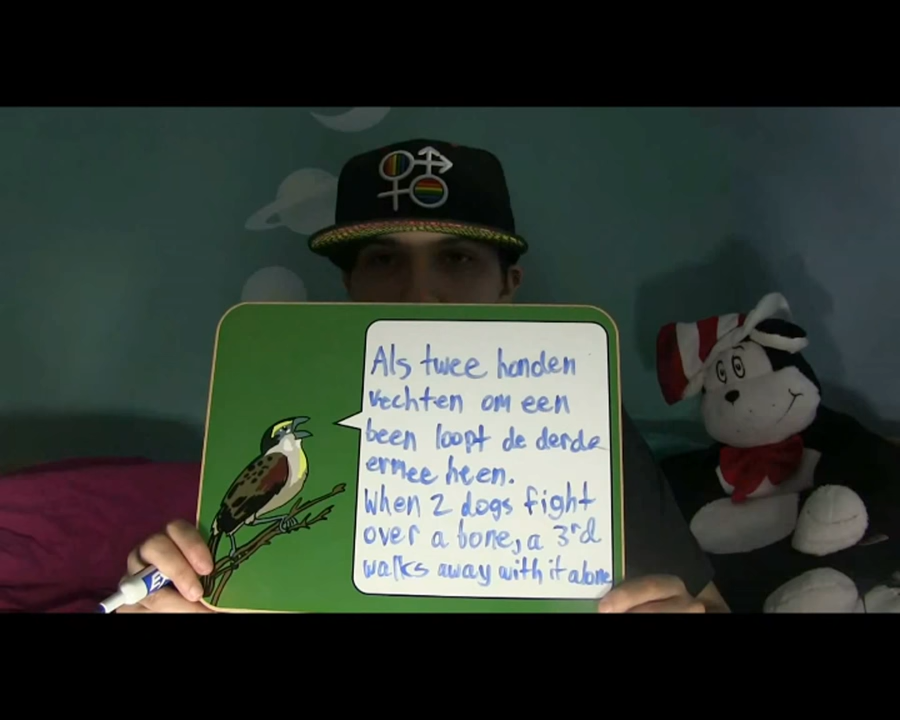 Als twee honden
vechten om een
been loopt de derde
ermee heen.
When 2 dogs fight
over a bone, a 3rd
walks away with it alone